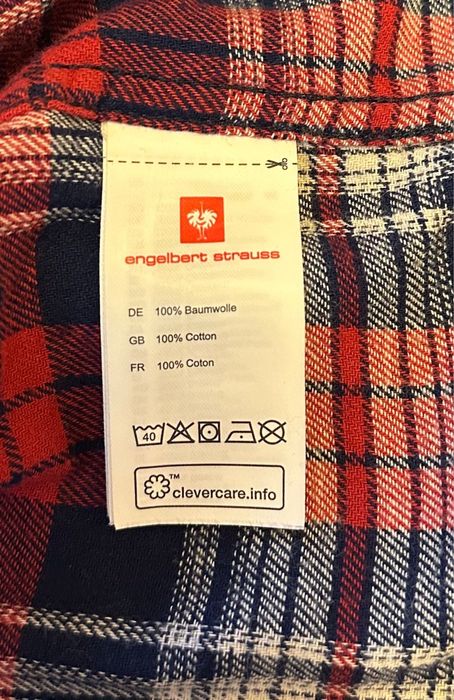 engelbert strauss
DE 100% Baumwolle
GB 100% Cotton
FR 100% Coton
40
™
clevercare.info